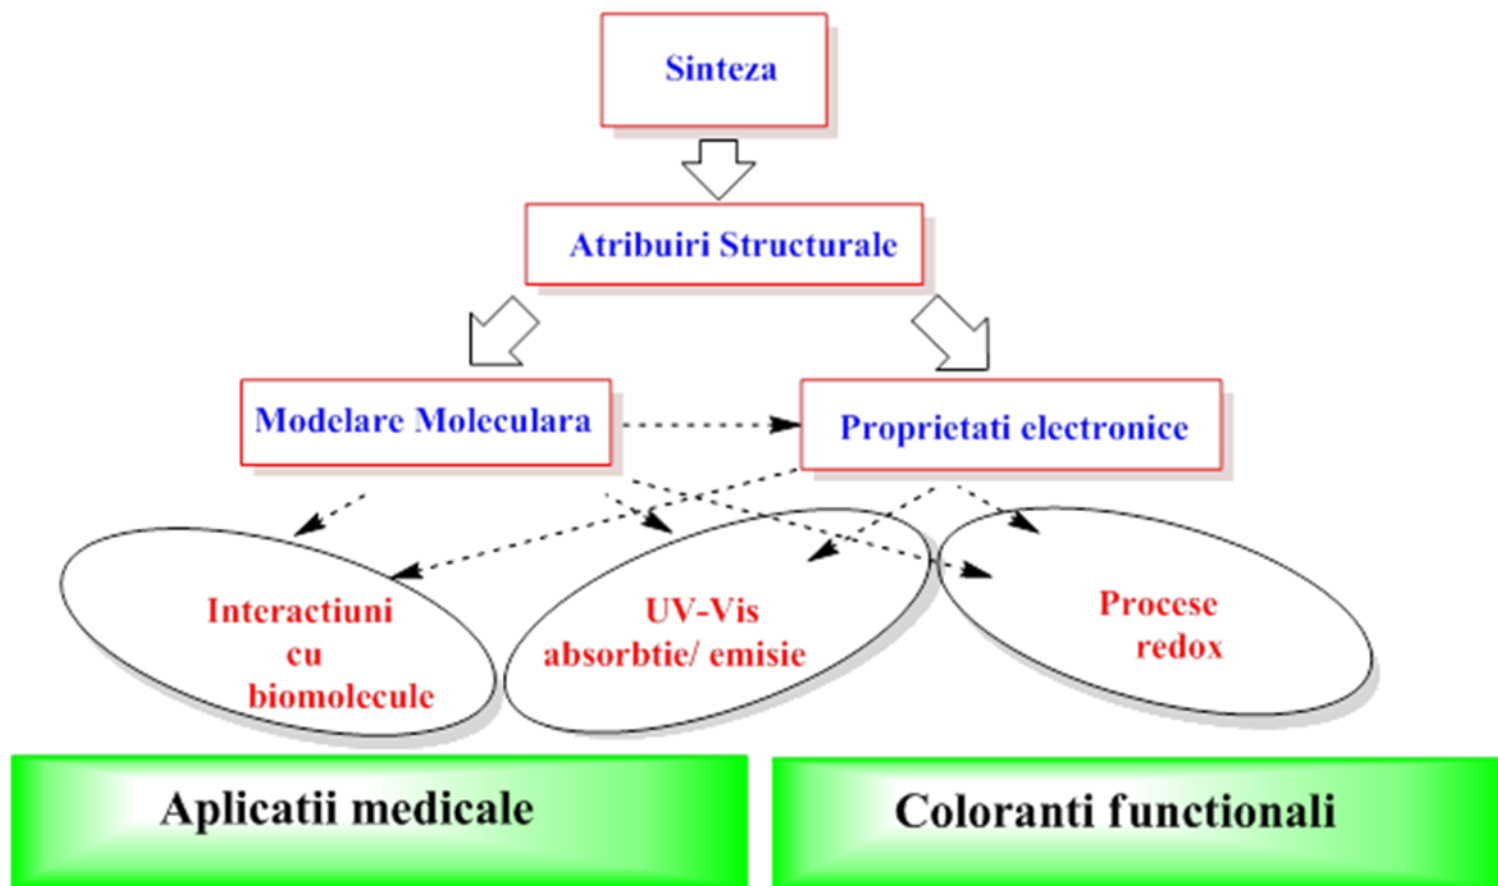 Sinteza
Atribuiri Structurale
Modelare Moleculara
Proprietati electronice
Interactiuni
cu
biomolecule
UV-Vis
absorbtie/ emisie
Procese
redox
Aplicatii medicale
Coloranti functionali